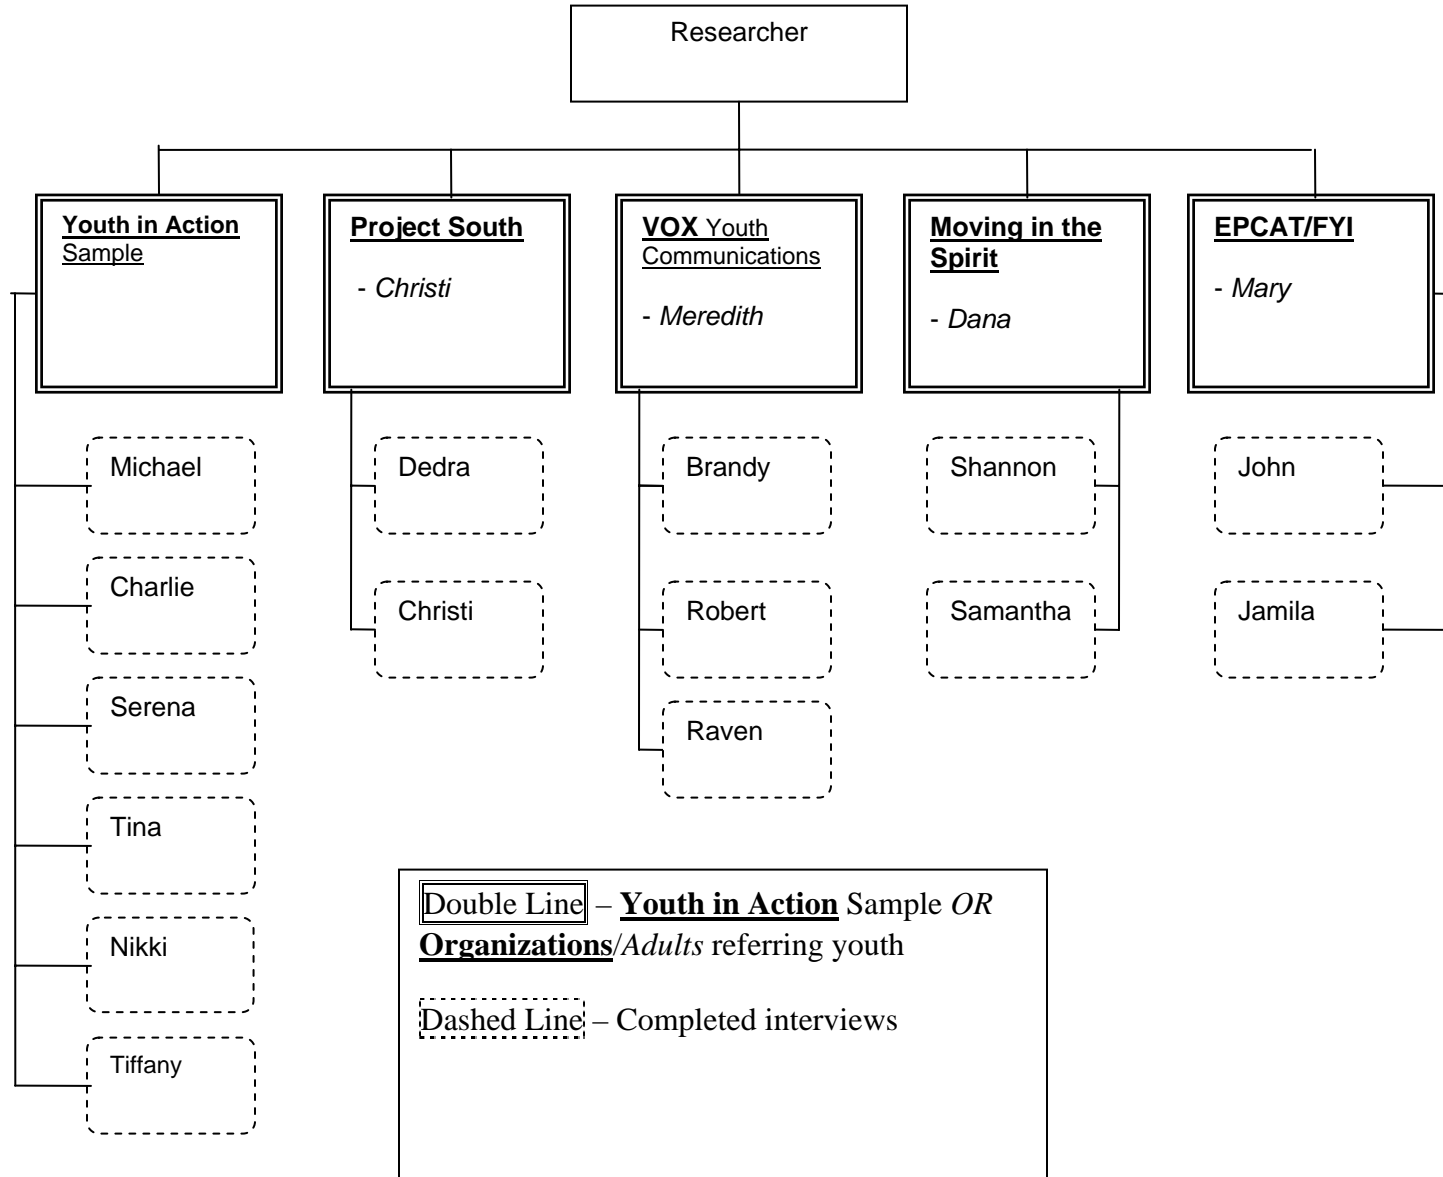 Researcher
Youth in Action
Sample
Project South
- Christi
VOX Youth
Communications
- Meredith
Moving in the
Spirit
- Dana
EPCAT/FYI
- Mary
Michael
Charlie
Serena
Tina
Nikki
Tiffany
Dedra
Christi
Brandy
Robert
Raven
Shannon
Samantha
John
Jamila
Double Line – Youth in Action Sample OR
Organizations/Adults referring youth
Dashed Line – Completed interviews